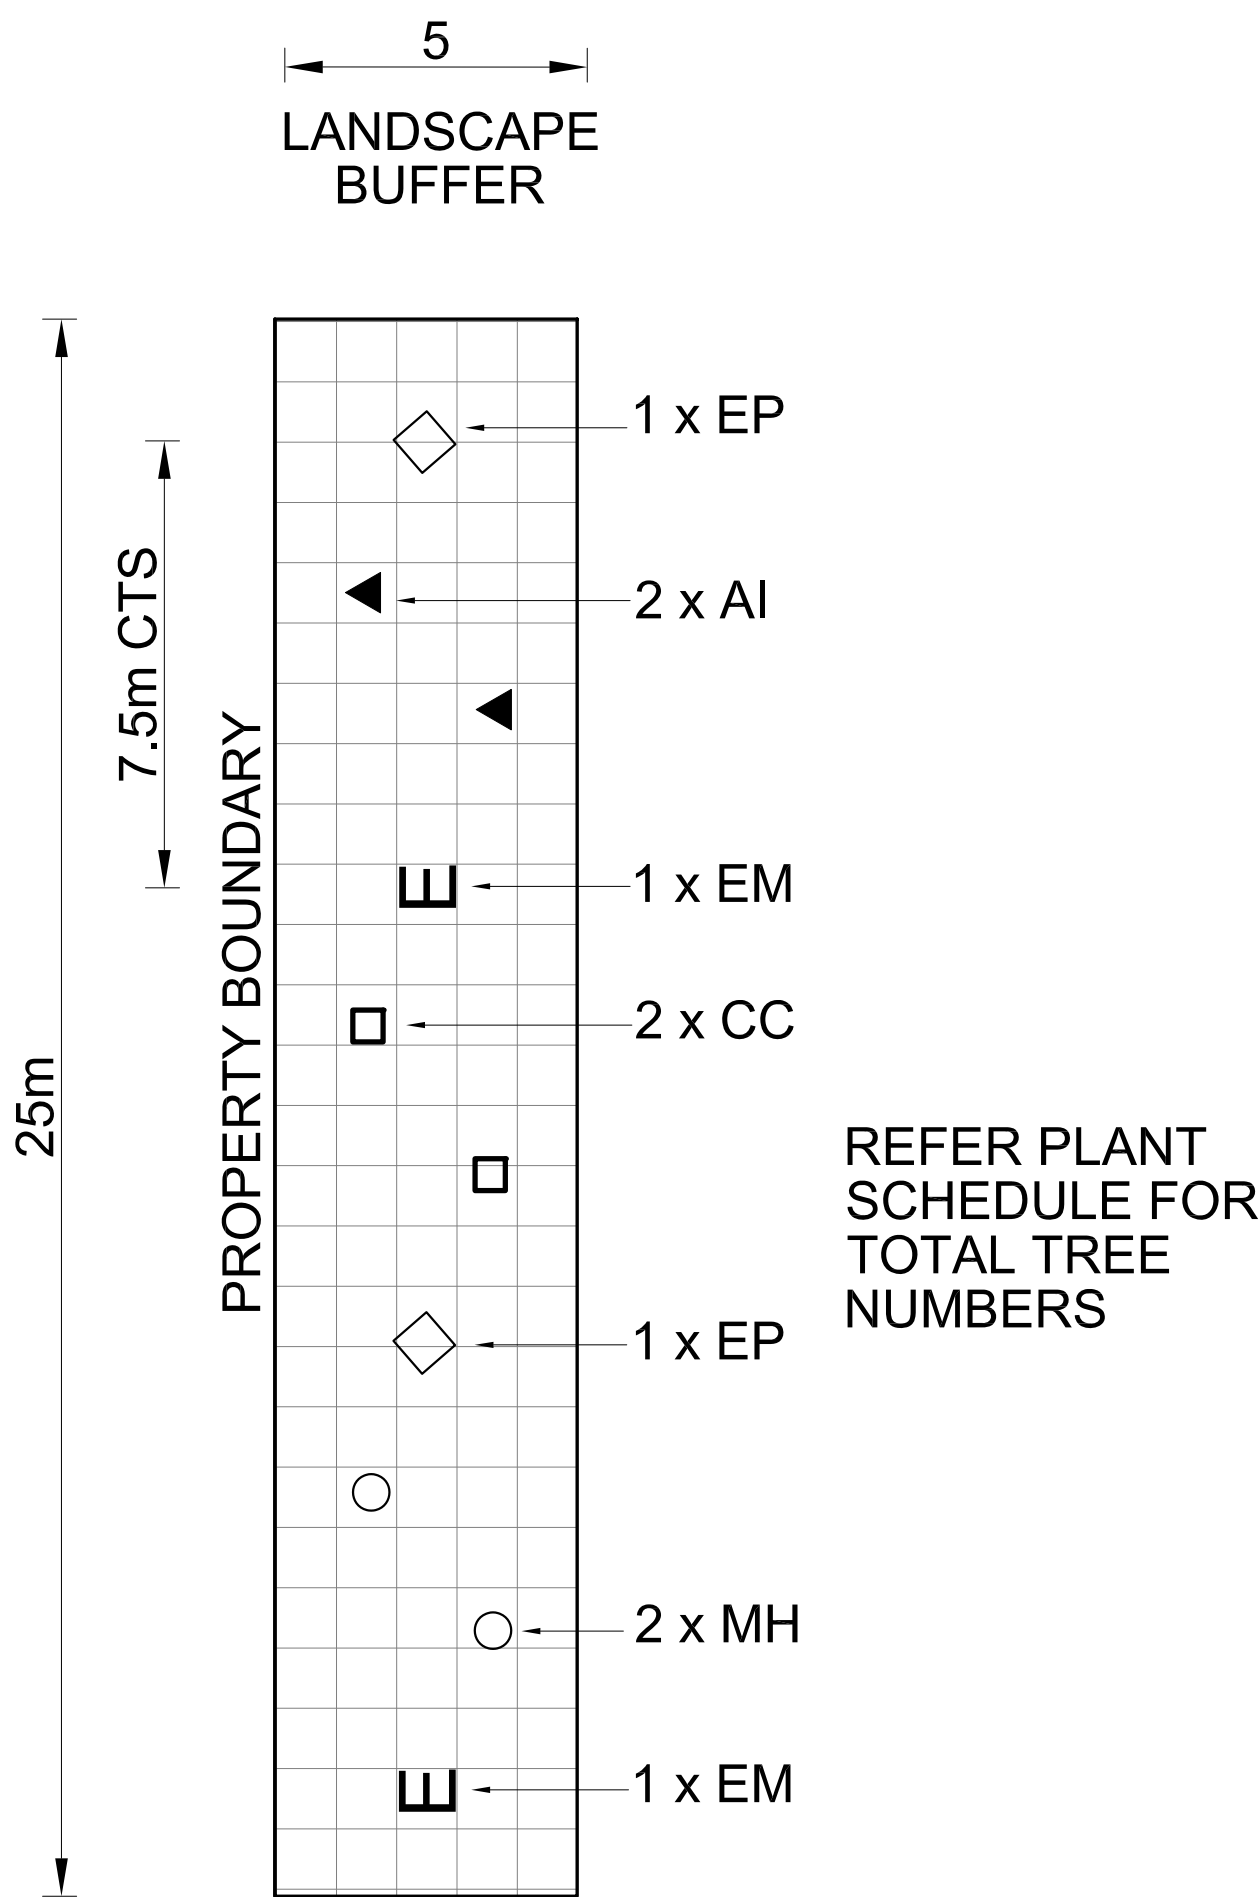 5
LANDSCAPE
BUFFER
1 x EP
2 x AI
7.5m CTS
PROPERTY BOUNDARY
E
1 x EM
2 x CC
25m
REFER PLANT
SCHEDULE FOR
TOTAL TREE
NUMBERS
1 x EP
2 x MH
E
1 x EM